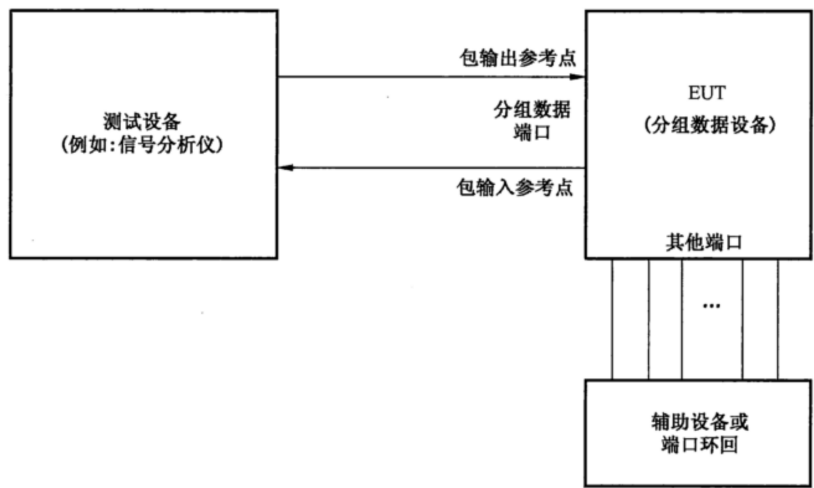 包输出参考点
测试设备
(例如:信号分析仪)
分组数据
端口
EUT
(分组数据设备)
包输入参考点
其他端口
...
辅助设备或
端口环回